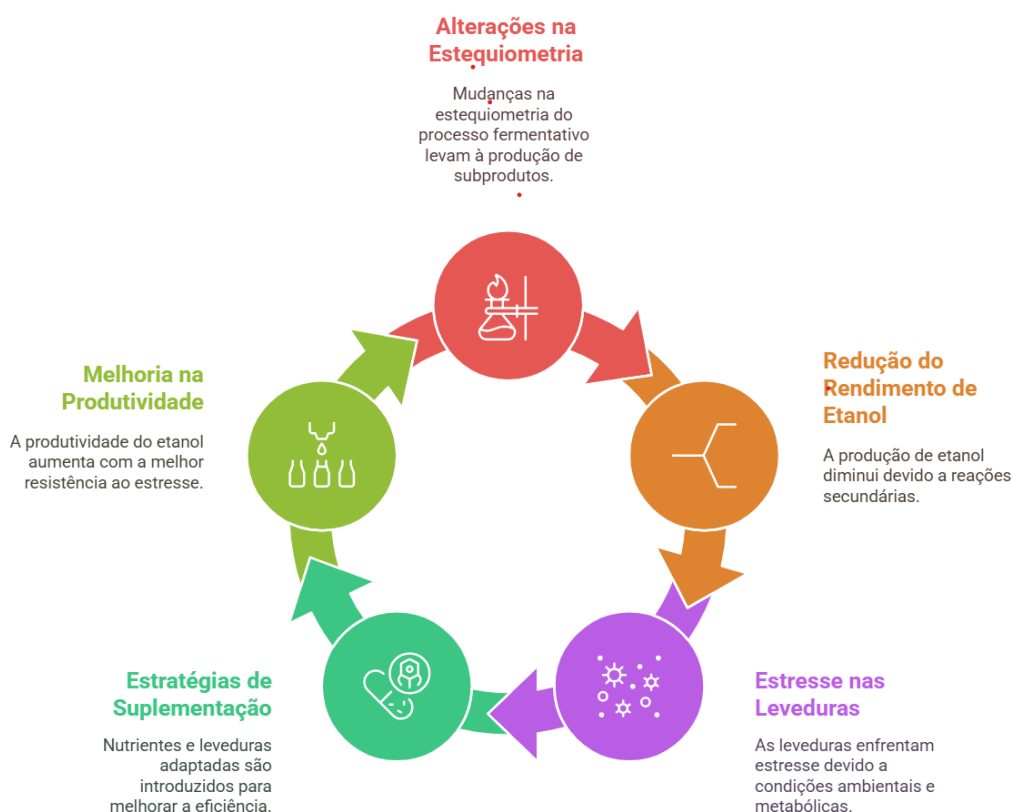 Alterações na
Estequiometria
Mudanças na
estequiometria do
processo fermentativo
levam à produção de
subprodutos.
Redução do
Rendimento de
Etanol
A produção de etanol
diminui devido a reações
secundárias.
Estresse nas
Leveduras
As leveduras enfrentam
estresse devido a
condições ambientais e
metabólicas.
Estratégias de
Suplementação
Nutrientes e leveduras
adaptadas são
introduzidos para
melhorar a eficiência.
Melhoria na
Produtividade
A produtividade do etanol
aumenta com a melhor
resistência ao estresse.